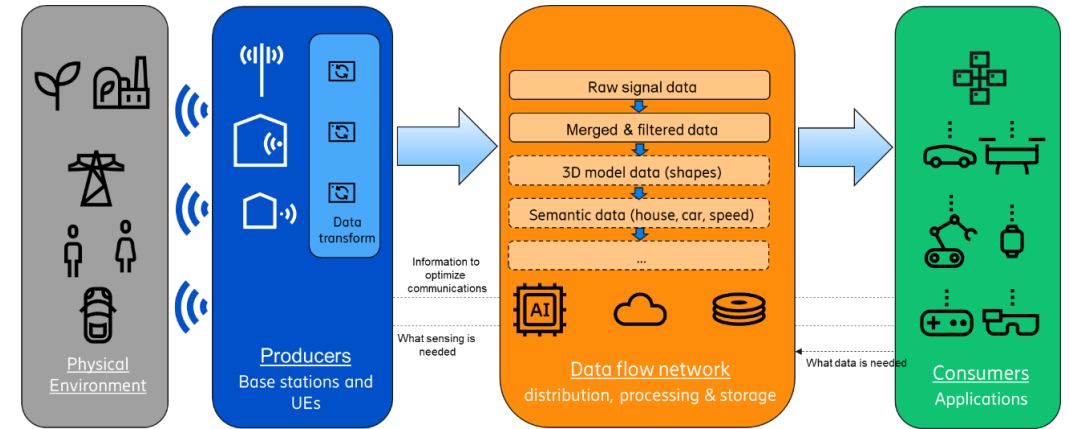 Physical
Environment
Data
transform
Producers
Base stations and
UEs
Information to
optimize
communications
What sensing is
needed
Raw signal data
Merged & filtered data
3D model data (shapes)
Semantic data (house, car, speed)
...
AI
Data flow network
distribution, processing & storage
What data is needed
Consumers
Applications